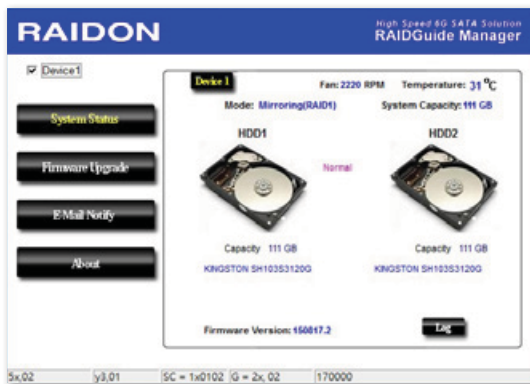 RAIDON
High Speed 6G SATA Solution
RAIDGuide Manager
Device1
System Status
Firmware Upgrade
E-Mail Notify
About
Device 1
Fan: 2220 RPM Temperature: 31 °C
Mode: Mirroring(RAID1) System Capacity: 111 GB
HDD1 HDD2
Normal
Capacity 111 GB Capacity 111 GB
KINGSTON SH103S3120G KINGSTON SH103S3120G
Firmware Version: 150817.2
Log
5x,02 y3,01 SC = 1x0102 G = 2x, 02 170000